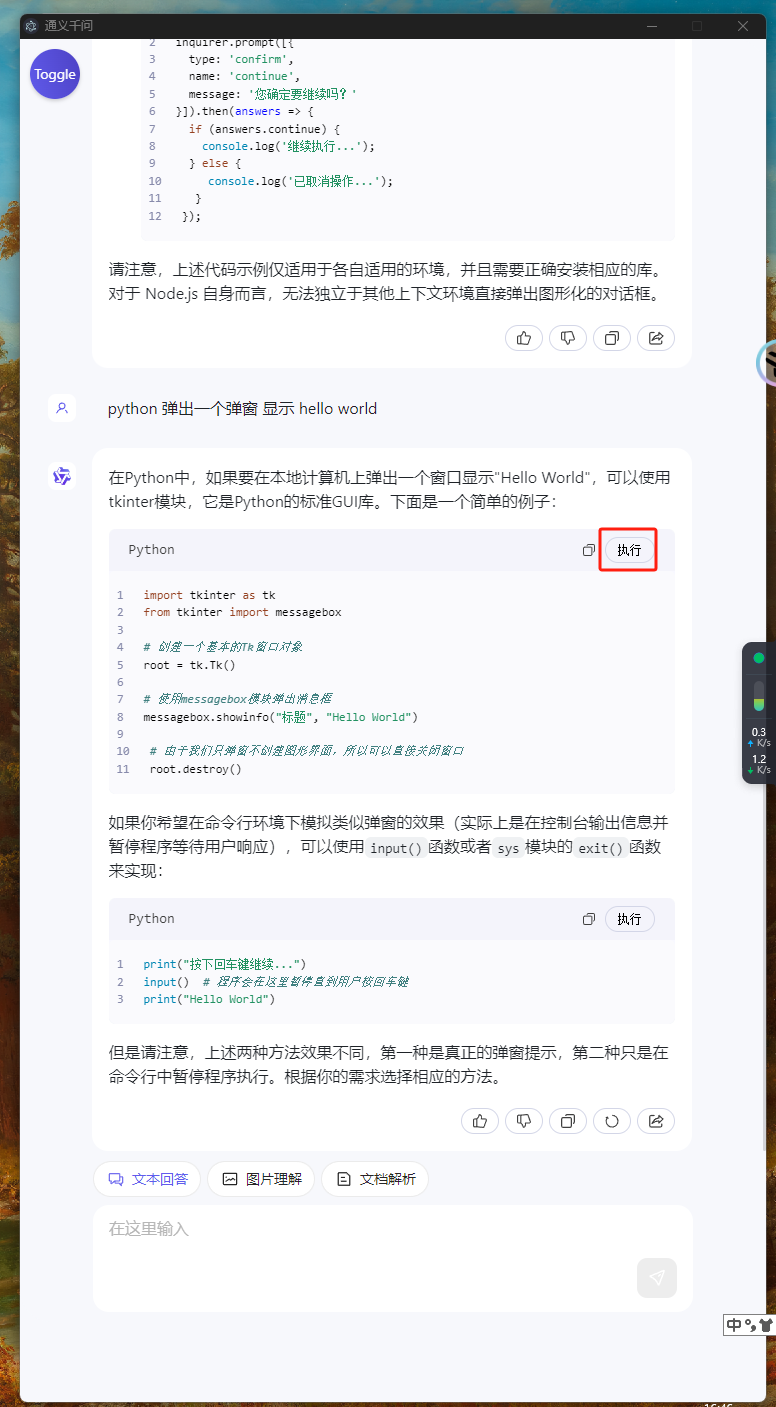 通义千问
Toggle
2 inquirer.prompt([{
3 type: 'confirm',
4 name: 'continue',
5 message: '您确定要继续吗？'
6 }]).then(answers => {
7 if (answers.continue) {
8 console.log('继续执行...');
9 } else {
10 console.log('已取消操作...');
11 }
12 });
请注意，上述代码示例仅适用于各自适用的环境，并且需要正确安装相应的库。
对于 Node.js 自身而言，无法独立于其他上下文环境直接弹出图形化的对话框。
python 弹出一个弹窗 显示 hello world
在Python中，如果要在本地计算机上弹出一个窗口显示"Hello World"，可以使用
tkinter模块，它是Python的标准GUI库。下面是一个简单的例子：
Python 执行
1 import tkinter as tk
2 from tkinter import messagebox
3
4 # 创建一个基本的Tk窗口对象
5 root = tk.Tk()
6
7 # 使用messagebox模块弹出消息框
8 messagebox.showinfo("标题", "Hello World")
9
10 # 由于我们只弹窗不创建图形界面，所以可以直接关闭窗口
11 root.destroy()
如果你希望在命令行环境下模拟类似弹窗的效果（实际上是在控制台输出信息并
暂停程序等待用户响应），可以使用 input() 函数或者 sys 模块的 exit() 函数
来实现：
Python 执行
1 print("按下回车键继续...")
2 input() # 程序会在这里暂停直到用户按回车键
3 print("Hello World")
但是请注意，上述两种方法效果不同，第一种是真正的弹窗提示，第二种只是在
命令行中暂停程序执行。根据你的需求选择相应的方法。
文本回答 图片理解 文档解析
在这里输入
0.3
K/s
1.2
K/s
中